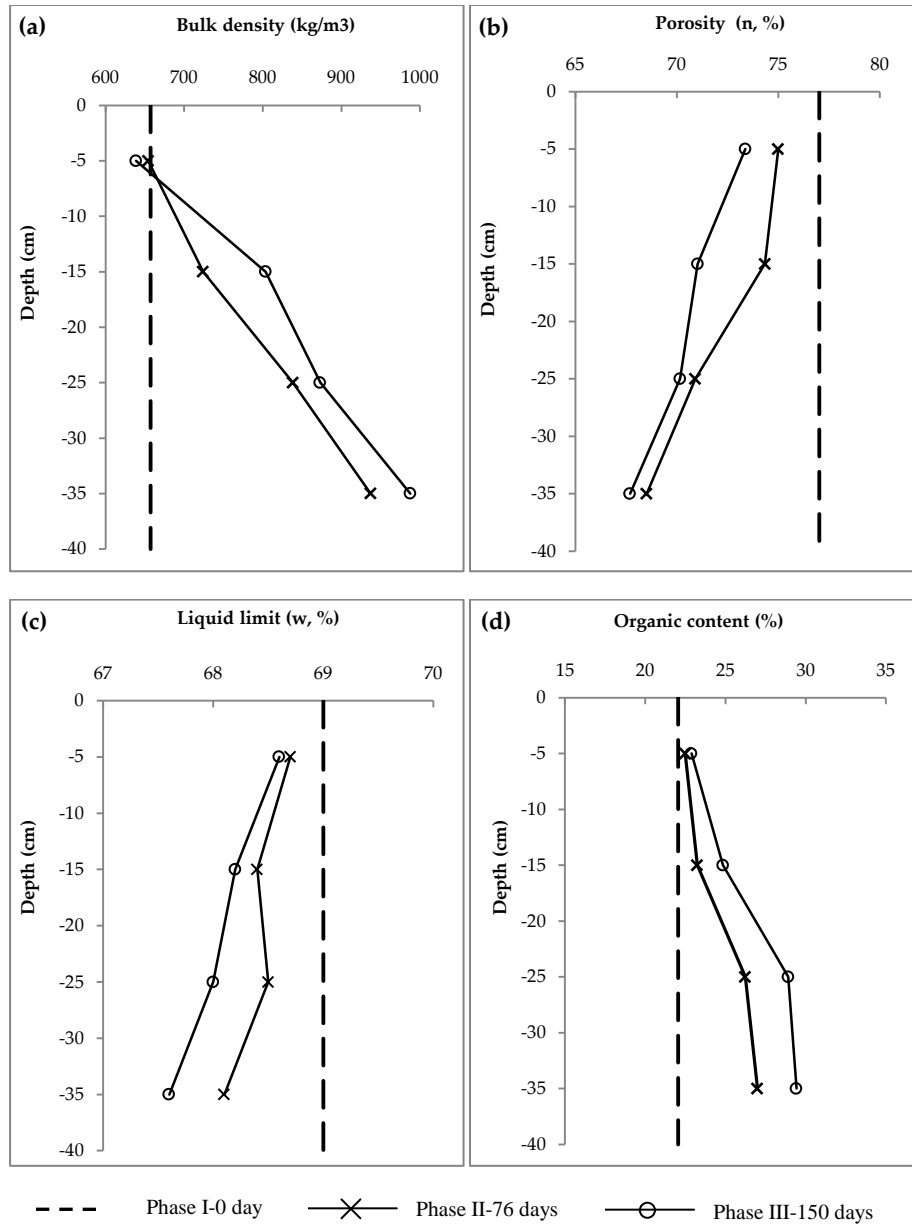 (a) Bulk density (kg/m3)
600 700 800 900 1000
0
-5
-10
-15
-20
-25
-30
-35
-40
Depth (cm)
(b) Porosity (n, %)
65 70 75 80
0
-5
-10
-15
-20
-25
-30
-35
-40
Depth (cm)
(c) Liquid limit (w, %)
67 68 69 70
0
-5
-10
-15
-20
-25
-30
-35
-40
Depth (cm)
(d) Organic content (%)
15 20 25 30 35
0
-5
-10
-15
-20
-25
-30
-35
-40
Depth (cm)
Phase I-0 day Phase II-76 days Phase III-150 days